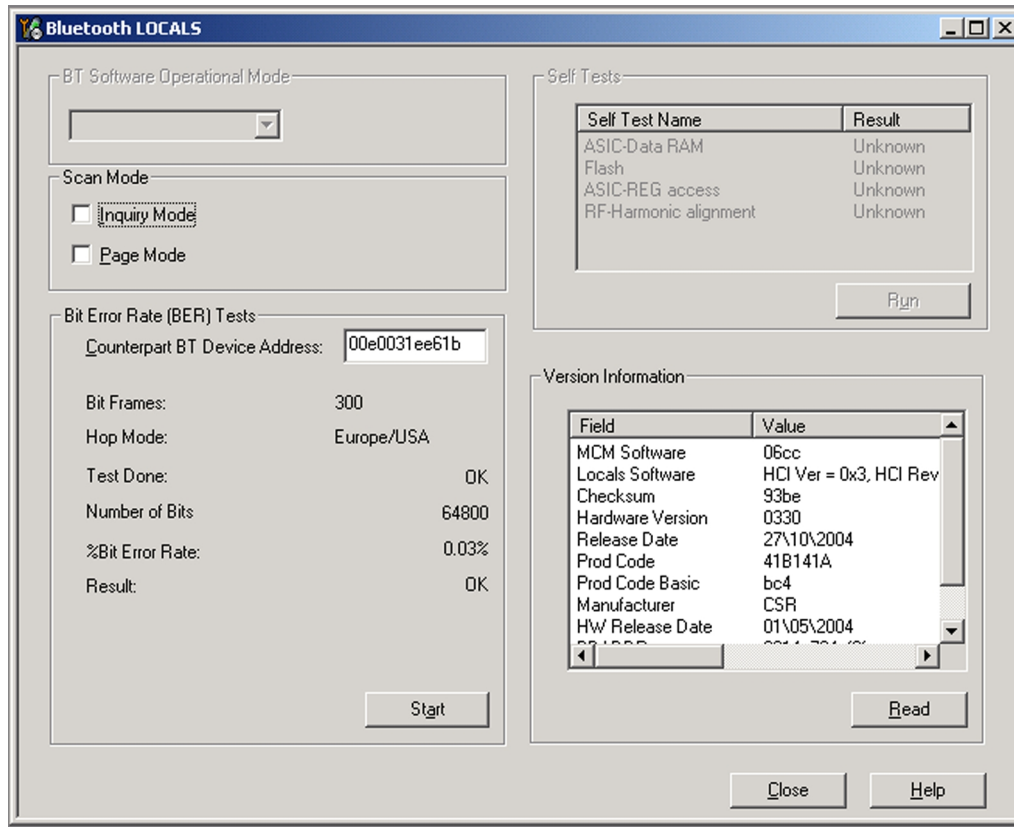 Bluetooth LOCALS
BT Software Operational Mode
Scan Mode
Inquiry Mode
Page Mode
Bit Error Rate (BER) Tests
Counterpart BT Device Address: 00e0031ee61b
Bit Frames: 300
Hop Mode: Europe/USA
Test Done: OK
Number of Bits 64800
%Bit Error Rate: 0.03%
Result: OK
Start
Self Tests
Self Test Name Result
ASIC-Data RAM Unknown
Flash Unknown
ASIC-REG access Unknown
RF-Harmonic alignment Unknown
Run
Version Information
Field Value
MCM Software 06cc
Locals Software HCI Ver = 0x3, HCI Rev
Checksum 93be
Hardware Version 0330
Release Date 27\10\2004
Prod Code 41B141A
Prod Code Basic bc4
Manufacturer CSR
HW Release Date 01\05\2004
Read
Close Help